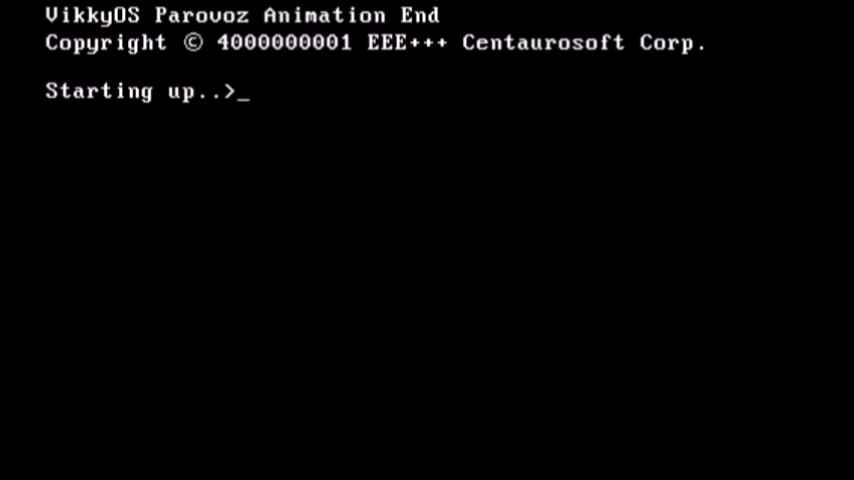 VikkyOS Parovoz Animation End
Copyright © 4000000001 EEE+++ Centaurosoft Corp.
Starting up..>_